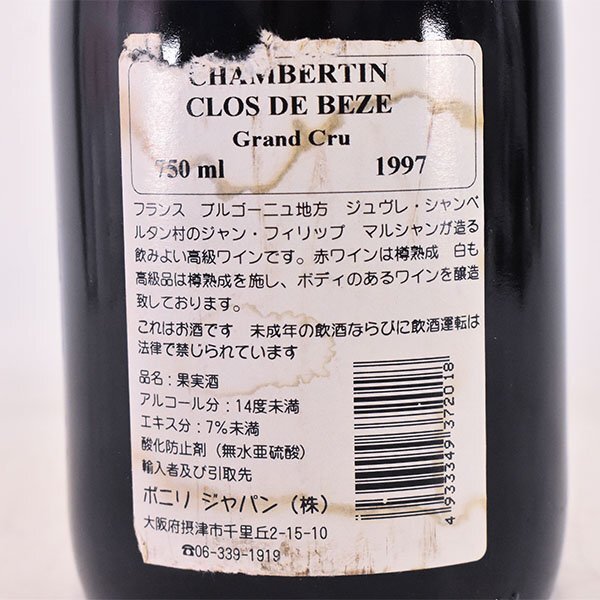 CHAMBERTIN
CLOS DE BEZE
Grand Cru
750 ml 1997
フランス ブルゴーニュ地方 ジュヴレ・シャンベ
ルタン村のジャン・フィリップ マルシャンが造る
飲みよい高級ワインです。赤ワインは樽熟成 白も
高級品は樽熟成を施し、ボディのあるワインを醸造
致しております。
これはお酒です 未成年の飲酒ならびに飲酒運転は
法律で禁じられています
品名：果実酒
アルコール分：14度未満
エキス分：7％未満
酸化防止剤（無水亜硫酸）
輸入者及び引取先
ボニリ ジャパン（株）
大阪府摂津市千里丘2-15-10
☎06-339-1919
4933349372018